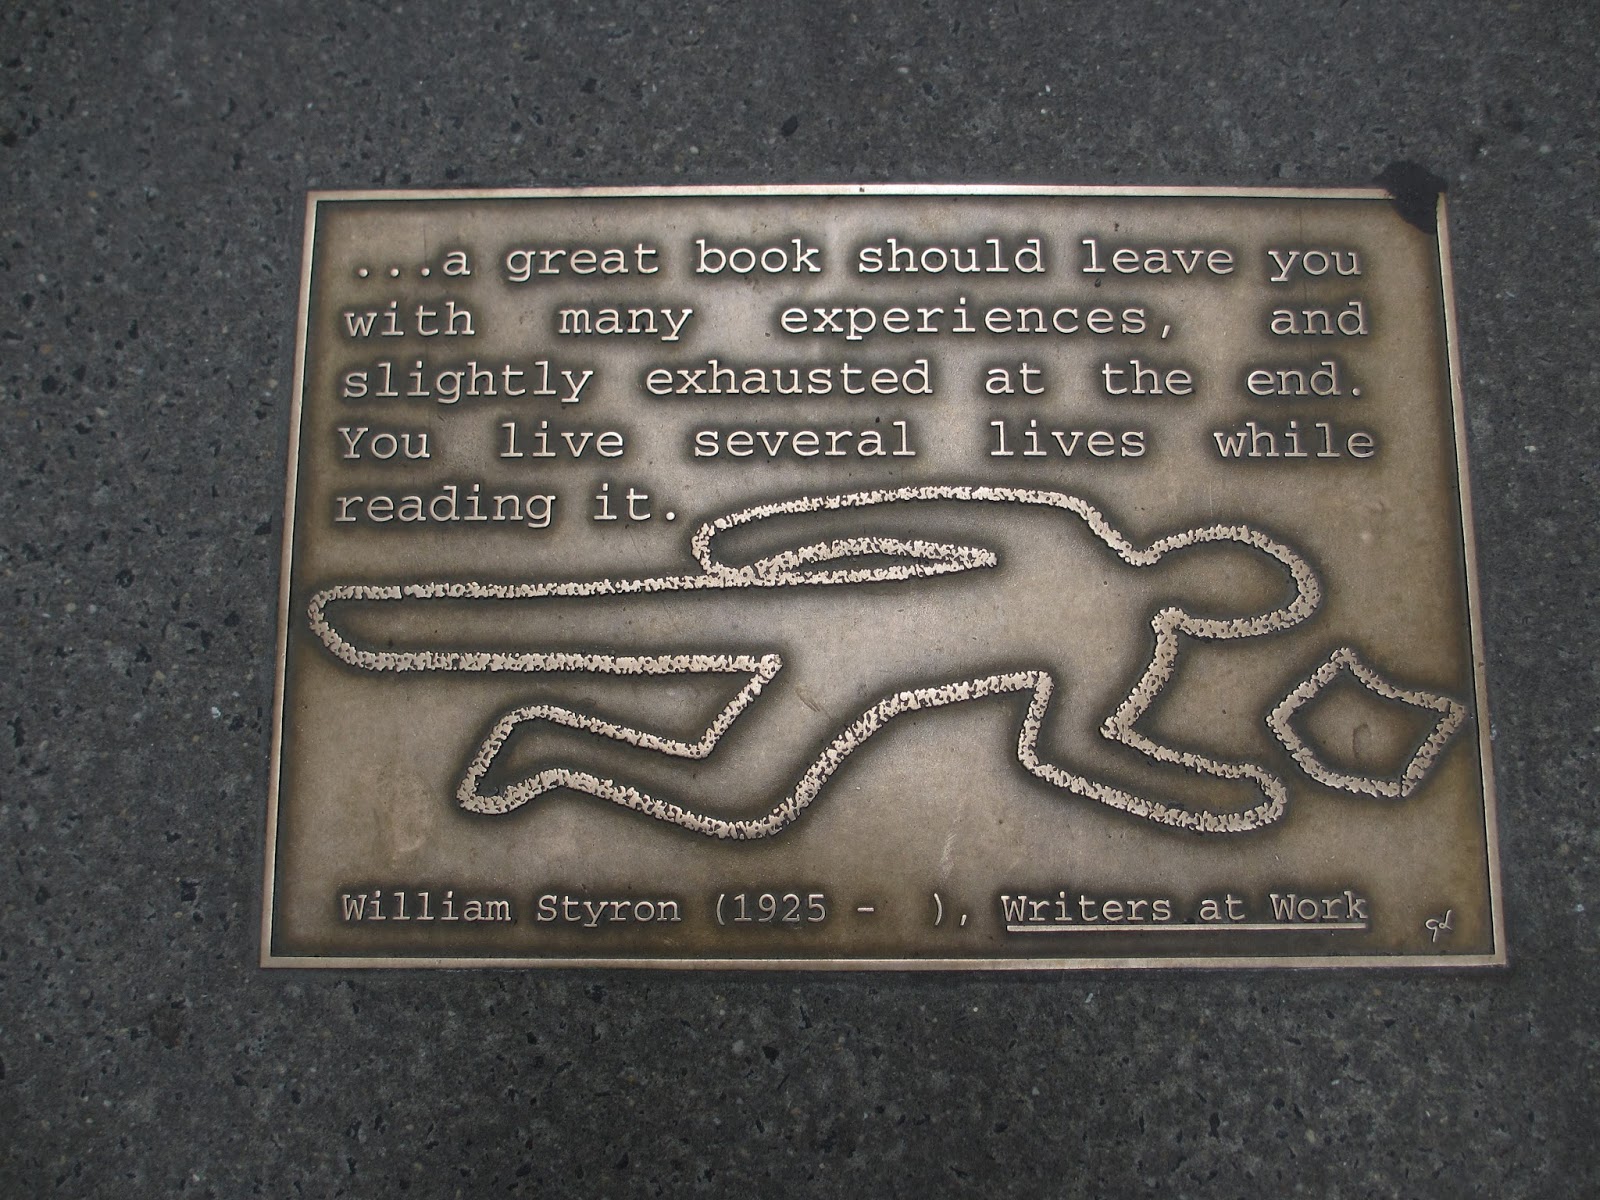 ...a great book should leave you
with many experiences, and
slightly exhausted at the end.
You live several lives while
reading it.
William Styron (1925 - ), Writers at Work